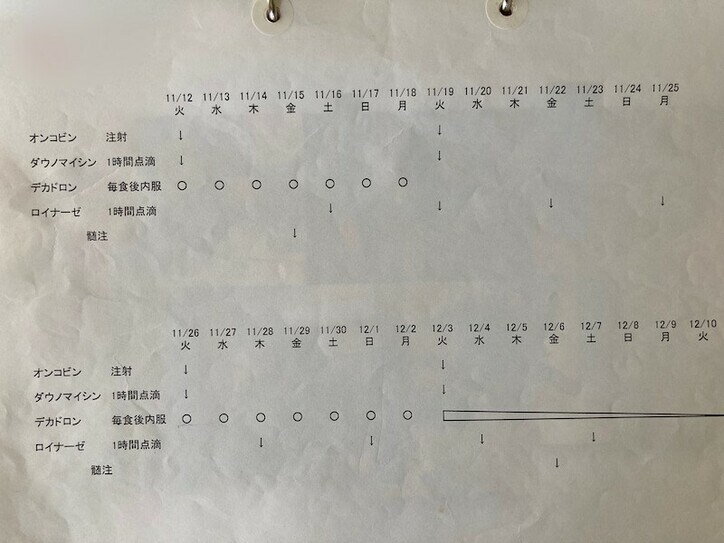 11/12 11/13 11/14 11/15 11/16 11/17 11/18 11/19 11/20 11/21 11/22 11/23 11/24 11/25
火 水 木 金 土 日 月 火 水 木 金 土 日 月
オンコビン 注射 ↓ ↓
ダウノマイシン 1時間点滴 ↓ ↓
デカドロン 毎食後内服 ○ ○ ○ ○ ○ ○ ○
ロイナーゼ 1時間点滴 ↓ ↓ ↓ ↓
髄注 ↓
11/26 11/27 11/28 11/29 11/30 12/1 12/2 12/3 12/4 12/5 12/6 12/7 12/8 12/9 12/10
火 水 木 金 土 日 月 火 水 木 金 土 日 月 火
オンコビン 注射 ↓ ↓
ダウノマイシン 1時間点滴 ↓ ↓
デカドロン 毎食後内服 ○ ○ ○ ○ ○ ○ ○
ロイナーゼ 1時間点滴 ↓ ↓ ↓ ↓
髄注 ↓